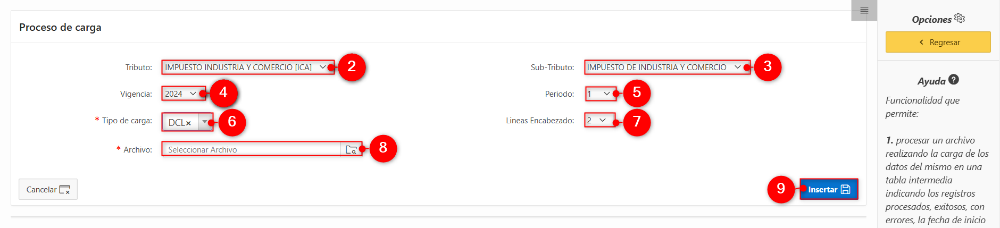 Proceso de carga
Tributo: IMPUESTO INDUSTRIA Y COMERCIO [ICA] 2
Sub-Tributo: IMPUESTO DE INDUSTRIA Y COMERCIO 3
Vigencia: 2024 4
Periodo: 1 5
* Tipo de carga: DCL× 6
Lineas Encabezado: 2 7
* Archivo: Seleccionar Archivo 8
Cancelar
9 Insertar
Opciones
Regresar
Ayuda ?
Funcionalidad que
permite:
1. procesar un archivo
realizando la carga de los
datos del mismo en una
tabla intermedia
indicando los registros
procesados, exitosos, con
errores, la fecha de inicio